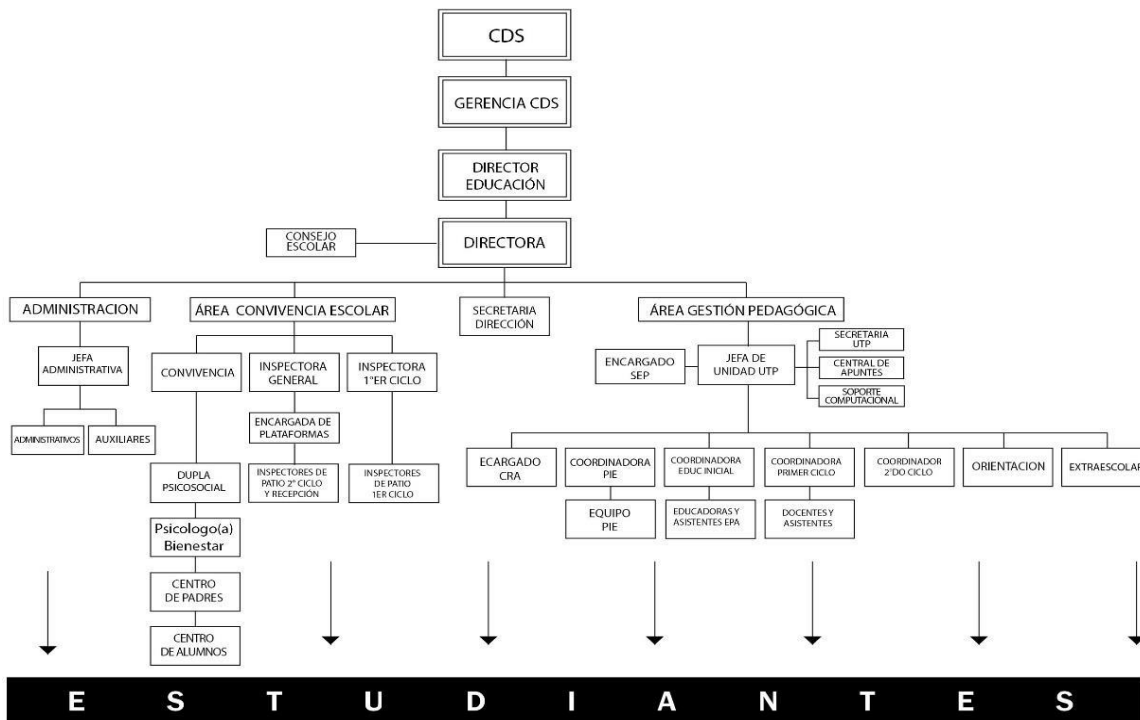 CDS
GERENCIA CDS
DIRECTOR
EDUCACIÓN
CONSEJO
ESCOLAR
DIRECTORA
ADMINISTRACION
ÁREA CONVIVENCIA ESCOLAR
SECRETARIA
DIRECCIÓN
ÁREA GESTIÓN PEDAGÓGICA
JEFA
ADMINISTRATIVA
CONVIVENCIA
INSPECTORA
GENERAL
INSPECTORA
1°ER CICLO
ENCARGADO
SEP
JEFA DE
UNIDAD UTP
SECRETARIA
UTP
CENTRAL DE
APUNTES
SOPORTE
COMPUTACIONAL
ADMINISTRATIVOS
AUXILIARES
ENCARGADA DE
PLATAFORMAS
DUPLA
PSICOSOCIAL
INSPECTORES DE
PATIO 2° CICLO
Y RECEPCIÓN
INSPECTORES
DE PATIO
1ER CICLO
ECARGADO
CRA
COORDINADORA
PIE
COORDINADORA
EDUC INICIAL
COORDINADORA
PRIMER CICLO
COORDINADOR
2°DO CICLO
ORIENTACION
EXTRAESCOLAR
EQUIPO
PIE
EDUCADORAS Y
ASISTENTES EPA
DOCENTES Y
ASISTENTES
Psicologo(a)
Bienestar
CENTRO
DE PADRES
CENTRO
DE ALUMNOS
E S T U D I A N T E S